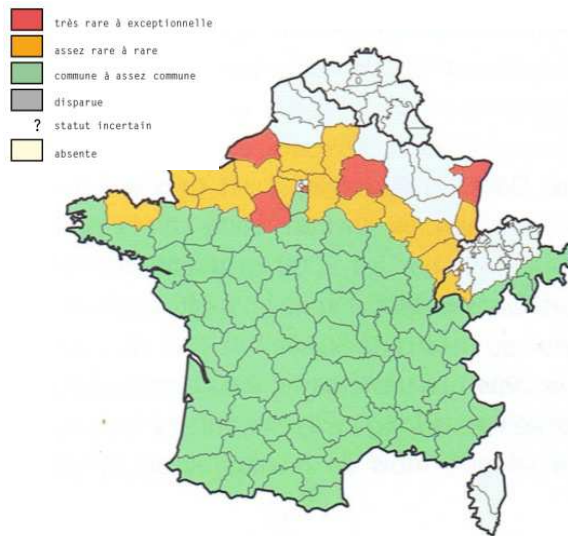 très rare à exceptionnelle
assez rare à rare
commune à assez commune
disparue
? statut incertain
absente